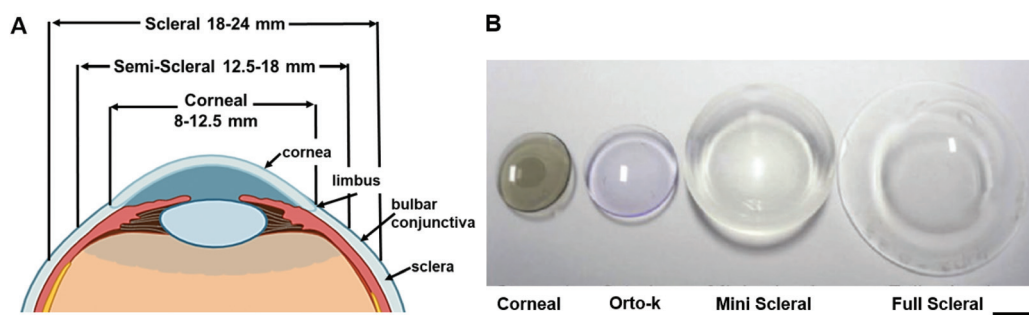 A
Scleral 18-24 mm
Semi-Scleral 12.5-18 mm
Corneal
8-12.5 mm
cornea
limbus
bulbar
conjunctiva
sclera
B
Corneal
Orto-k
Mini Scleral
Full Scleral